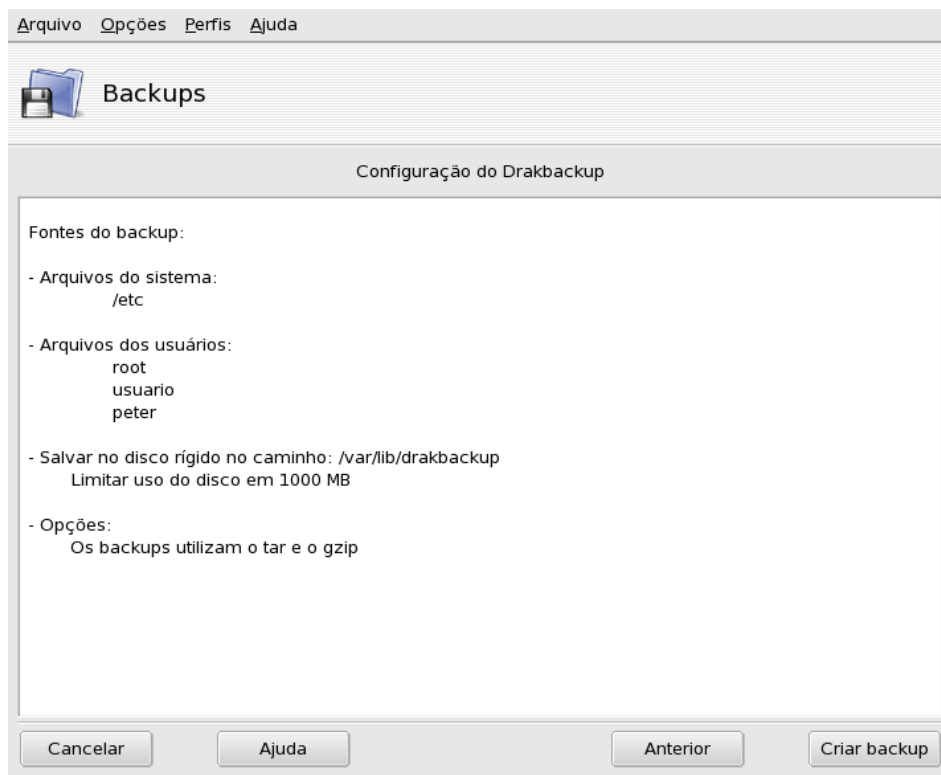 Arquivo Opções Perfis Ajuda
Backups
Configuração do Drakbackup
Fontes do backup:
- Arquivos do sistema:
/etc
- Arquivos dos usuários:
root
usuario
peter
- Salvar no disco rígido no caminho: /var/lib/drakbackup
Limitar uso do disco em 1000 MB
- Opções:
Os backups utilizam o tar e o gzip
Cancelar Ajuda Anterior Criar backup